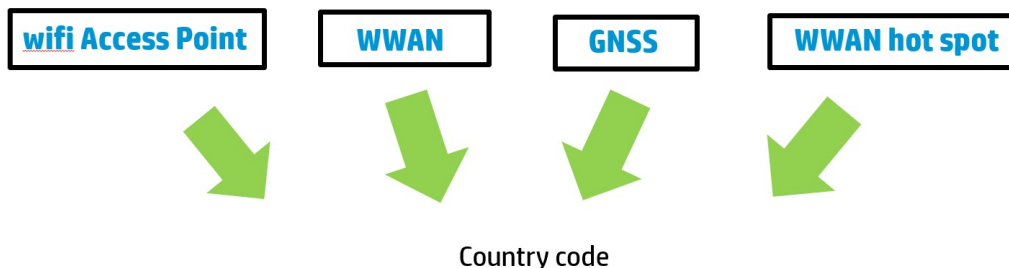 wifi Access Point
WWAN
GNSS
WWAN hot spot
Country code